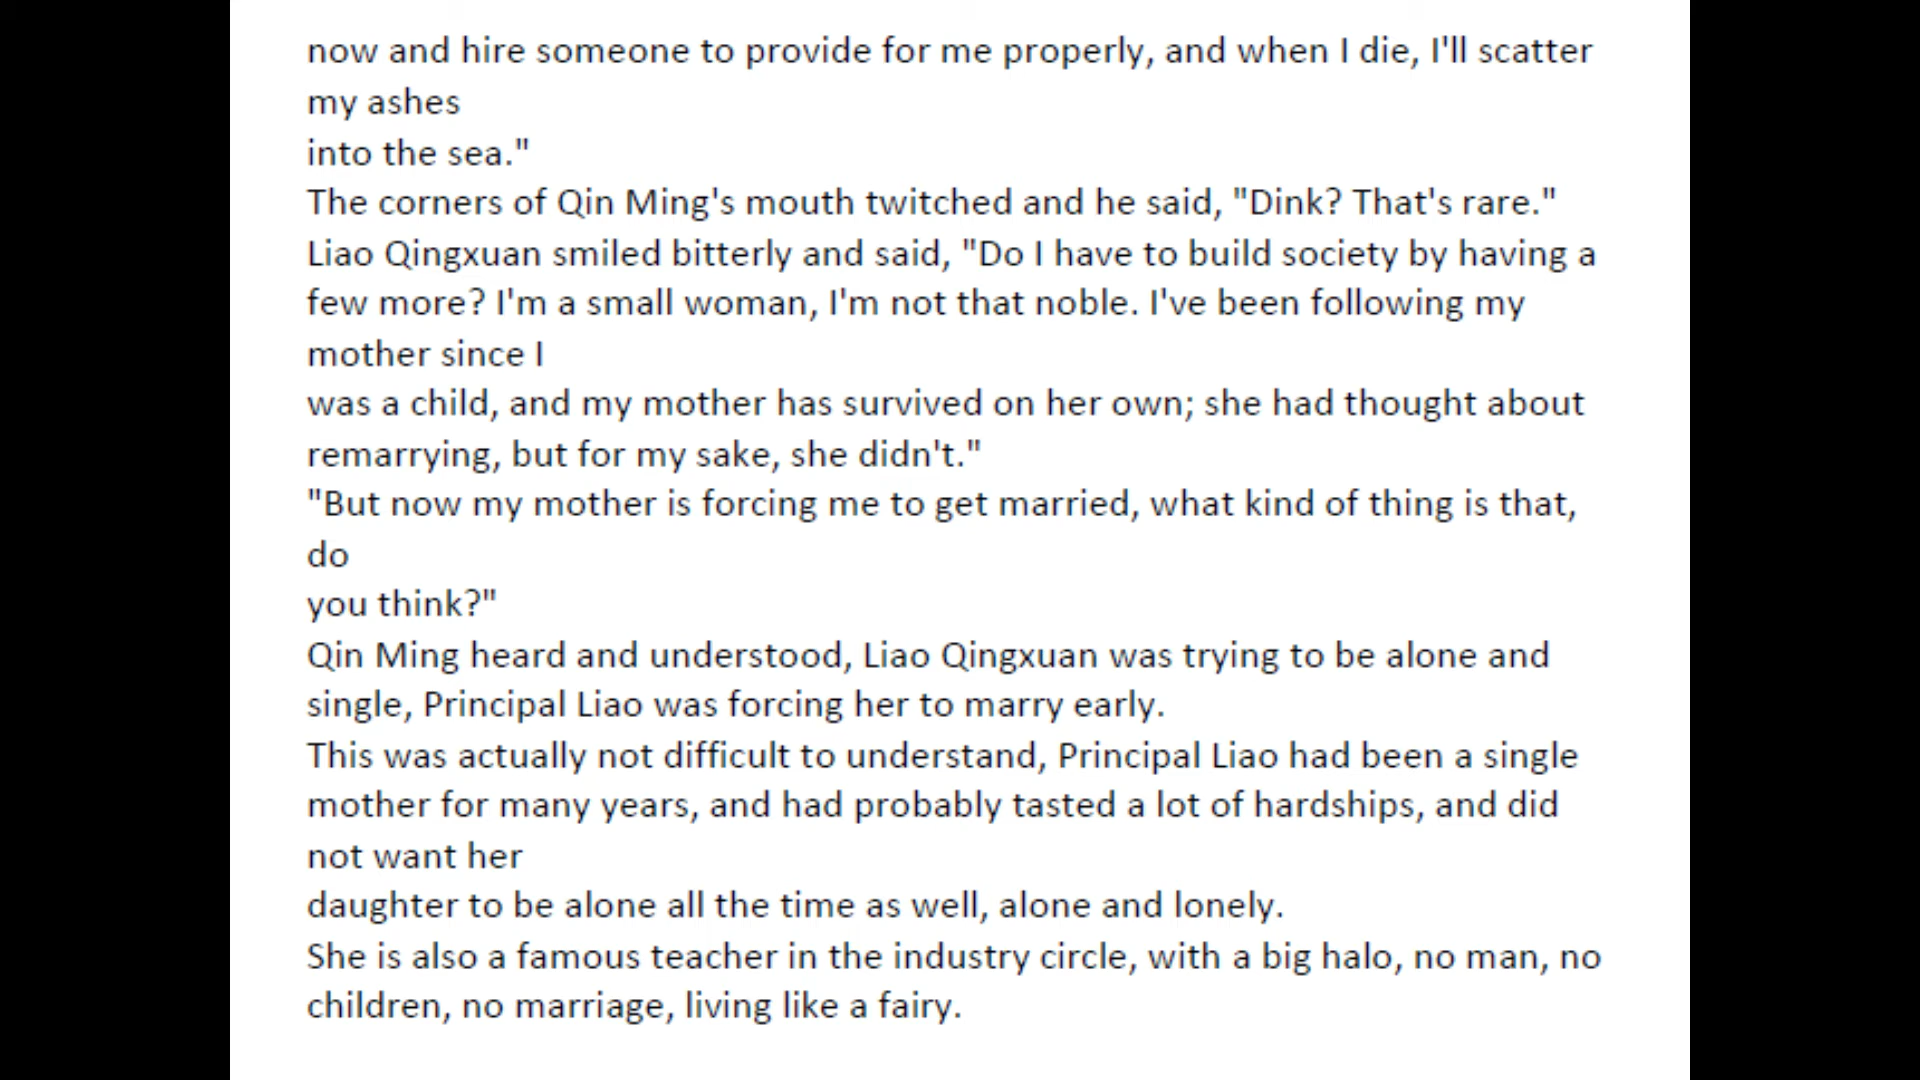 now and hire someone to provide for me properly, and when I die, I'll scatter
my ashes
into the sea."
The corners of Qin Ming's mouth twitched and he said, "Dink? That's rare."
Liao Qingxuan smiled bitterly and said, "Do I have to build society by having a
few more? I'm a small woman, I'm not that noble. I've been following my
mother since I
was a child, and my mother has survived on her own; she had thought about
remarrying, but for my sake, she didn't."
"But now my mother is forcing me to get married, what kind of thing is that,
do
you think?"
Qin Ming heard and understood, Liao Qingxuan was trying to be alone and
single, Principal Liao was forcing her to marry early.
This was actually not difficult to understand, Principal Liao had been a single
mother for many years, and had probably tasted a lot of hardships, and did
not want her
daughter to be alone all the time as well, alone and lonely.
She is also a famous teacher in the industry circle, with a big halo, no man, no
children, no marriage, living like a fairy.